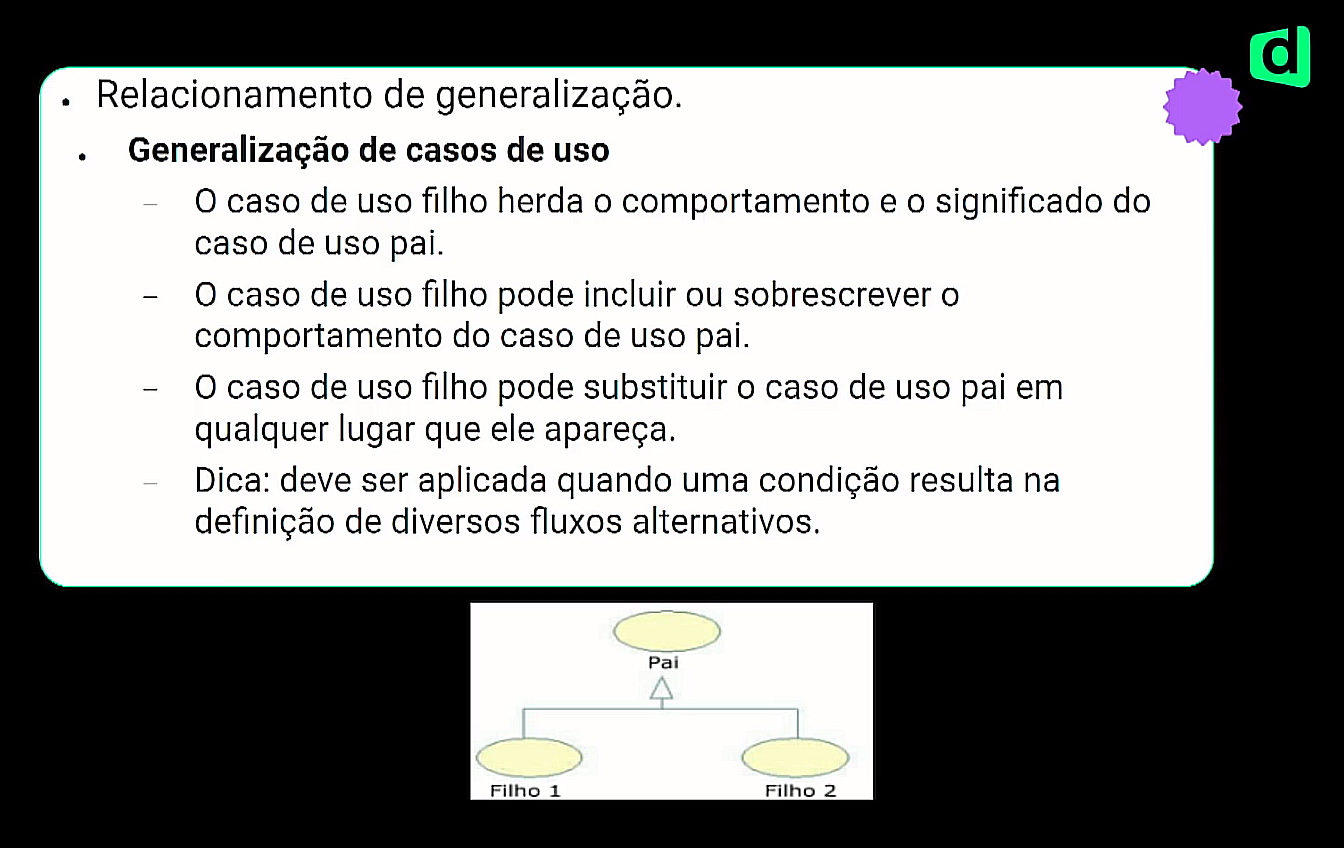 d
• Relacionamento de generalização.
• Generalização de casos de uso
– O caso de uso filho herda o comportamento e o significado do
caso de uso pai.
– O caso de uso filho pode incluir ou sobrescrever o
comportamento do caso de uso pai.
– O caso de uso filho pode substituir o caso de uso pai em
qualquer lugar que ele apareça.
– Dica: deve ser aplicada quando uma condição resulta na
definição de diversos fluxos alternativos.
Pai
Filho 1 Filho 2